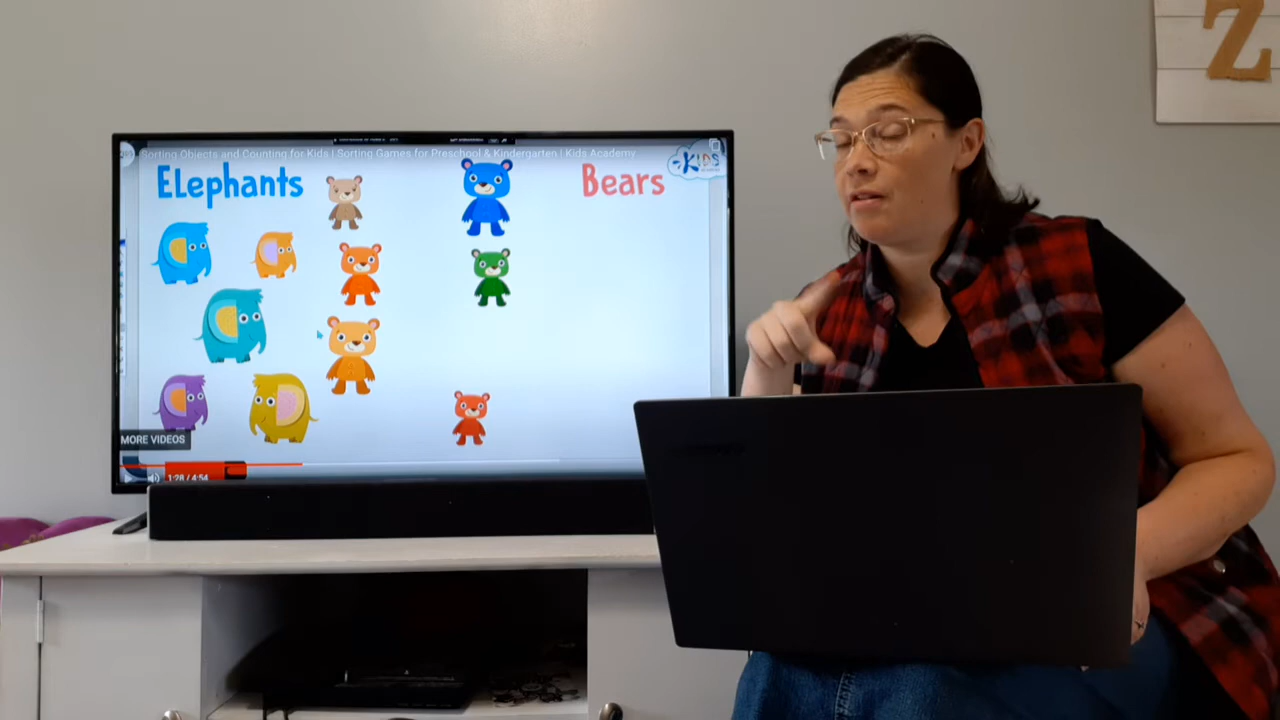 Sorting Objects and Counting for Kids | Sorting Games for Preschool & Kindergarten | Kids Academy
KIDS
ELephants
Bears
MORE VIDEOS
1:28 / 4:54
Z